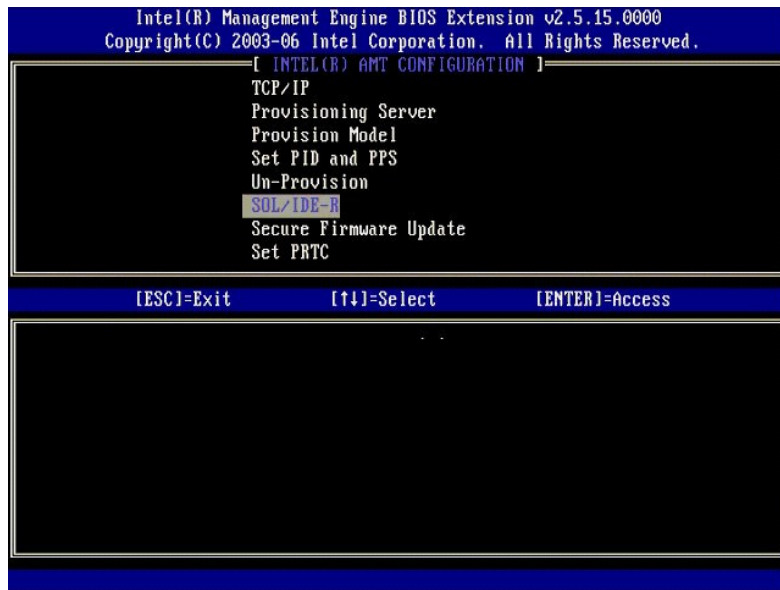 Intel(R) Management Engine BIOS Extension v2.5.15.0000
Copyright(C) 2003-06 Intel Corporation. All Rights Reserved.
[ INTEL(R) AMT CONFIGURATION ]
TCP/IP
Provisioning Server
Provision Model
Set PID and PPS
Un-Provision
SOL/IDE-R
Secure Firmware Update
Set PRTC
[ESC]=Exit [↑↓]=Select [ENTER]=Access